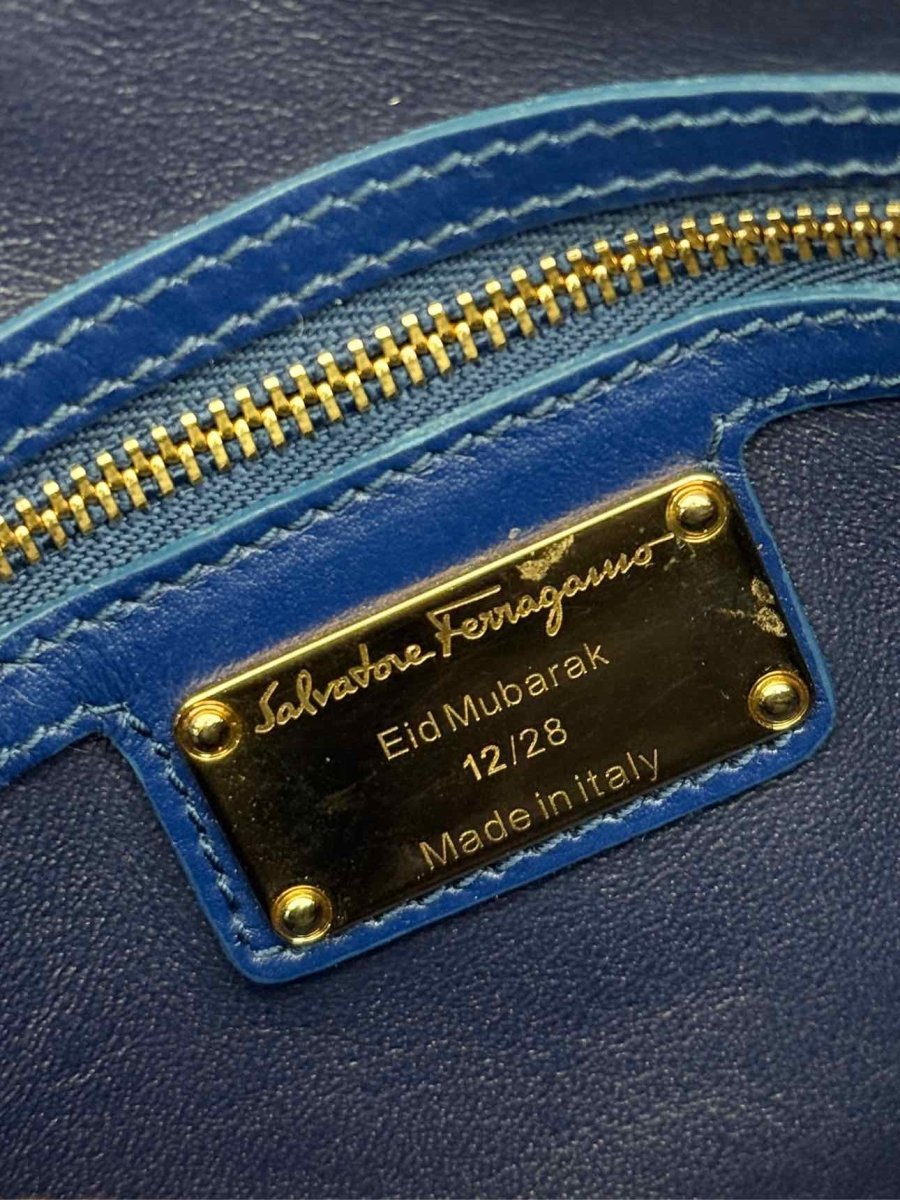 Salvatore Ferragamo
Eid Mubarak
12/28
Made in italy